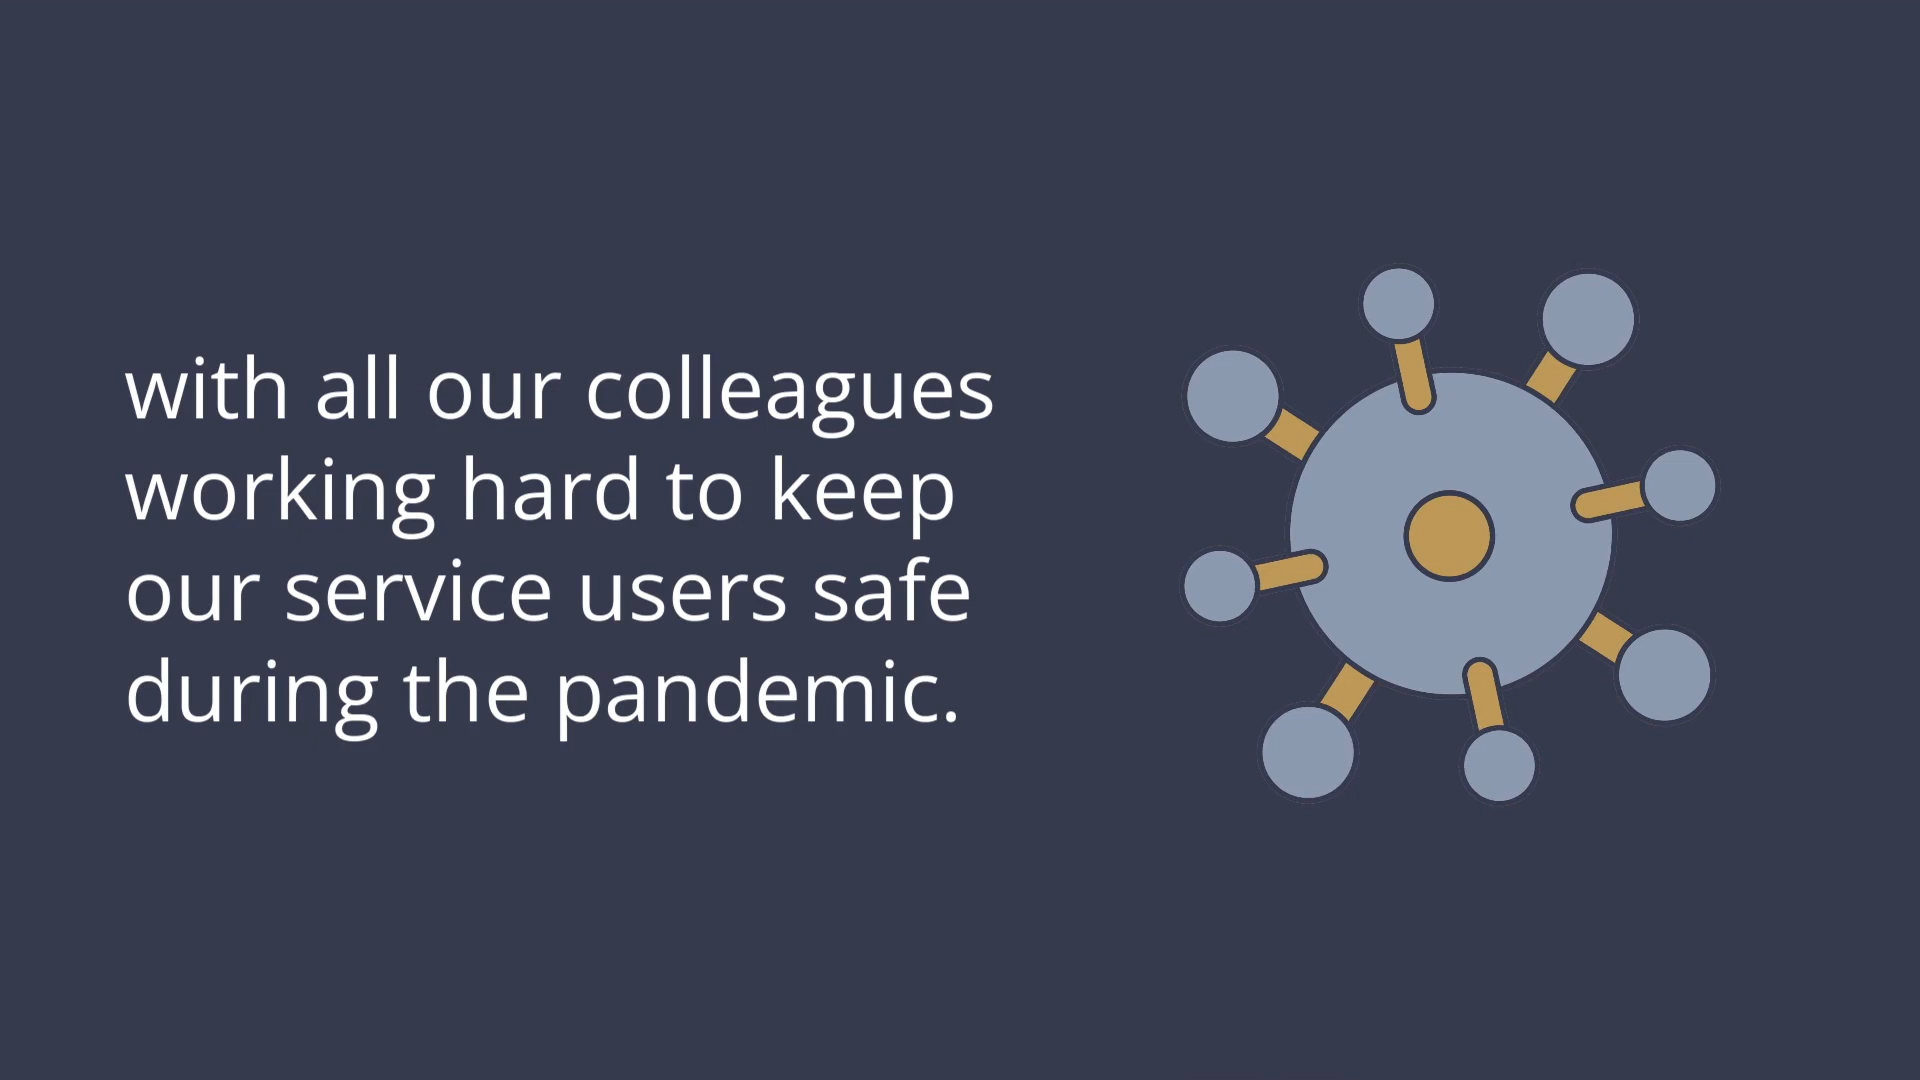 with all our colleagues
working hard to keep
our service users safe
during the pandemic.